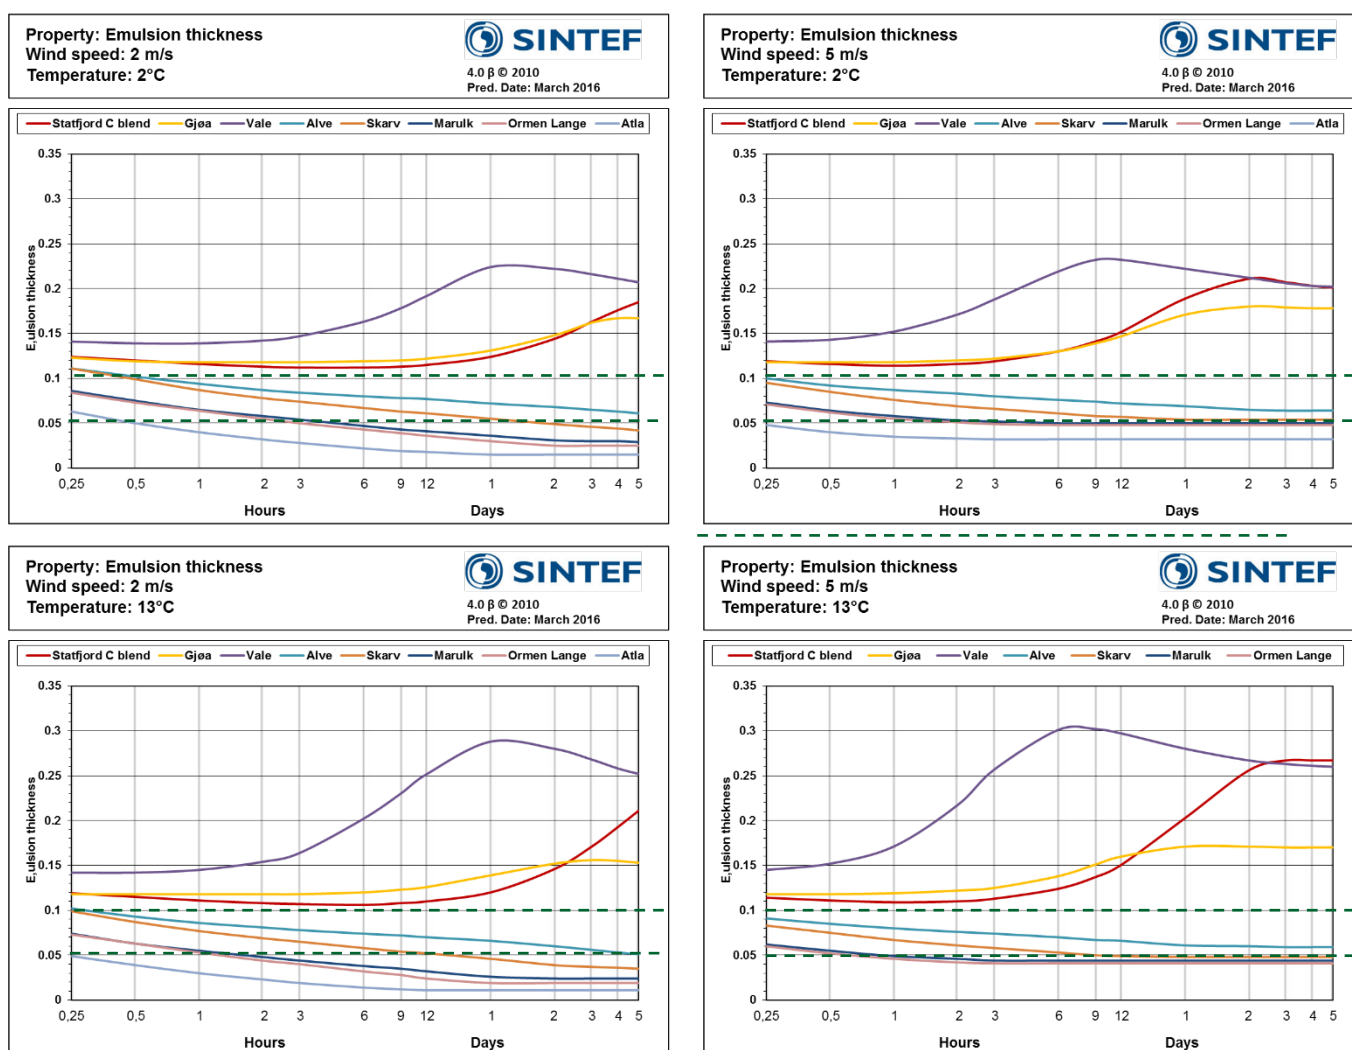 Property: Emulsion thickness
Wind speed: 2 m/s
Temperature: 2°C
SINTEF
4.0 β © 2010
Pred. Date: March 2016
Statfjord C blend Gjøa Vale Alve Skarv Marulk Ormen Lange Atla
0.35
0.3
0.25
0.2
0.15
0.1
0.05
0
E,ulsion thickness
0,25 0,5 1 2 3 6 9 12 1 2 3 4 5
Hours Days
Property: Emulsion thickness
Wind speed: 5 m/s
Temperature: 2°C
SINTEF
4.0 β © 2010
Pred. Date: March 2016
Statfjord C blend Gjøa Vale Alve Skarv Marulk Ormen Lange Atla
0.35
0.3
0.25
0.2
0.15
0.1
0.05
0
E,ulsion thickness
0,25 0,5 1 2 3 6 9 12 1 2 3 4 5
Hours Days
Property: Emulsion thickness
Wind speed: 2 m/s
Temperature: 13°C
SINTEF
4.0 β © 2010
Pred. Date: March 2016
Statfjord C blend Gjøa Vale Alve Skarv Marulk Ormen Lange Atla
0.35
0.3
0.25
0.2
0.15
0.1
0.05
0
E,ulsion thickness
0,25 0,5 1 2 3 6 9 12 1 2 3 4 5
Hours Days
Property: Emulsion thickness
Wind speed: 5 m/s
Temperature: 13°C
SINTEF
4.0 β © 2010
Pred. Date: March 2016
Statfjord C blend Gjøa Vale Alve Skarv Marulk Ormen Lange
0.35
0.3
0.25
0.2
0.15
0.1
0.05
0
E,ulsion thickness
0,25 0,5 1 2 3 6 9 12 1 2 3 4 5
Hours Days